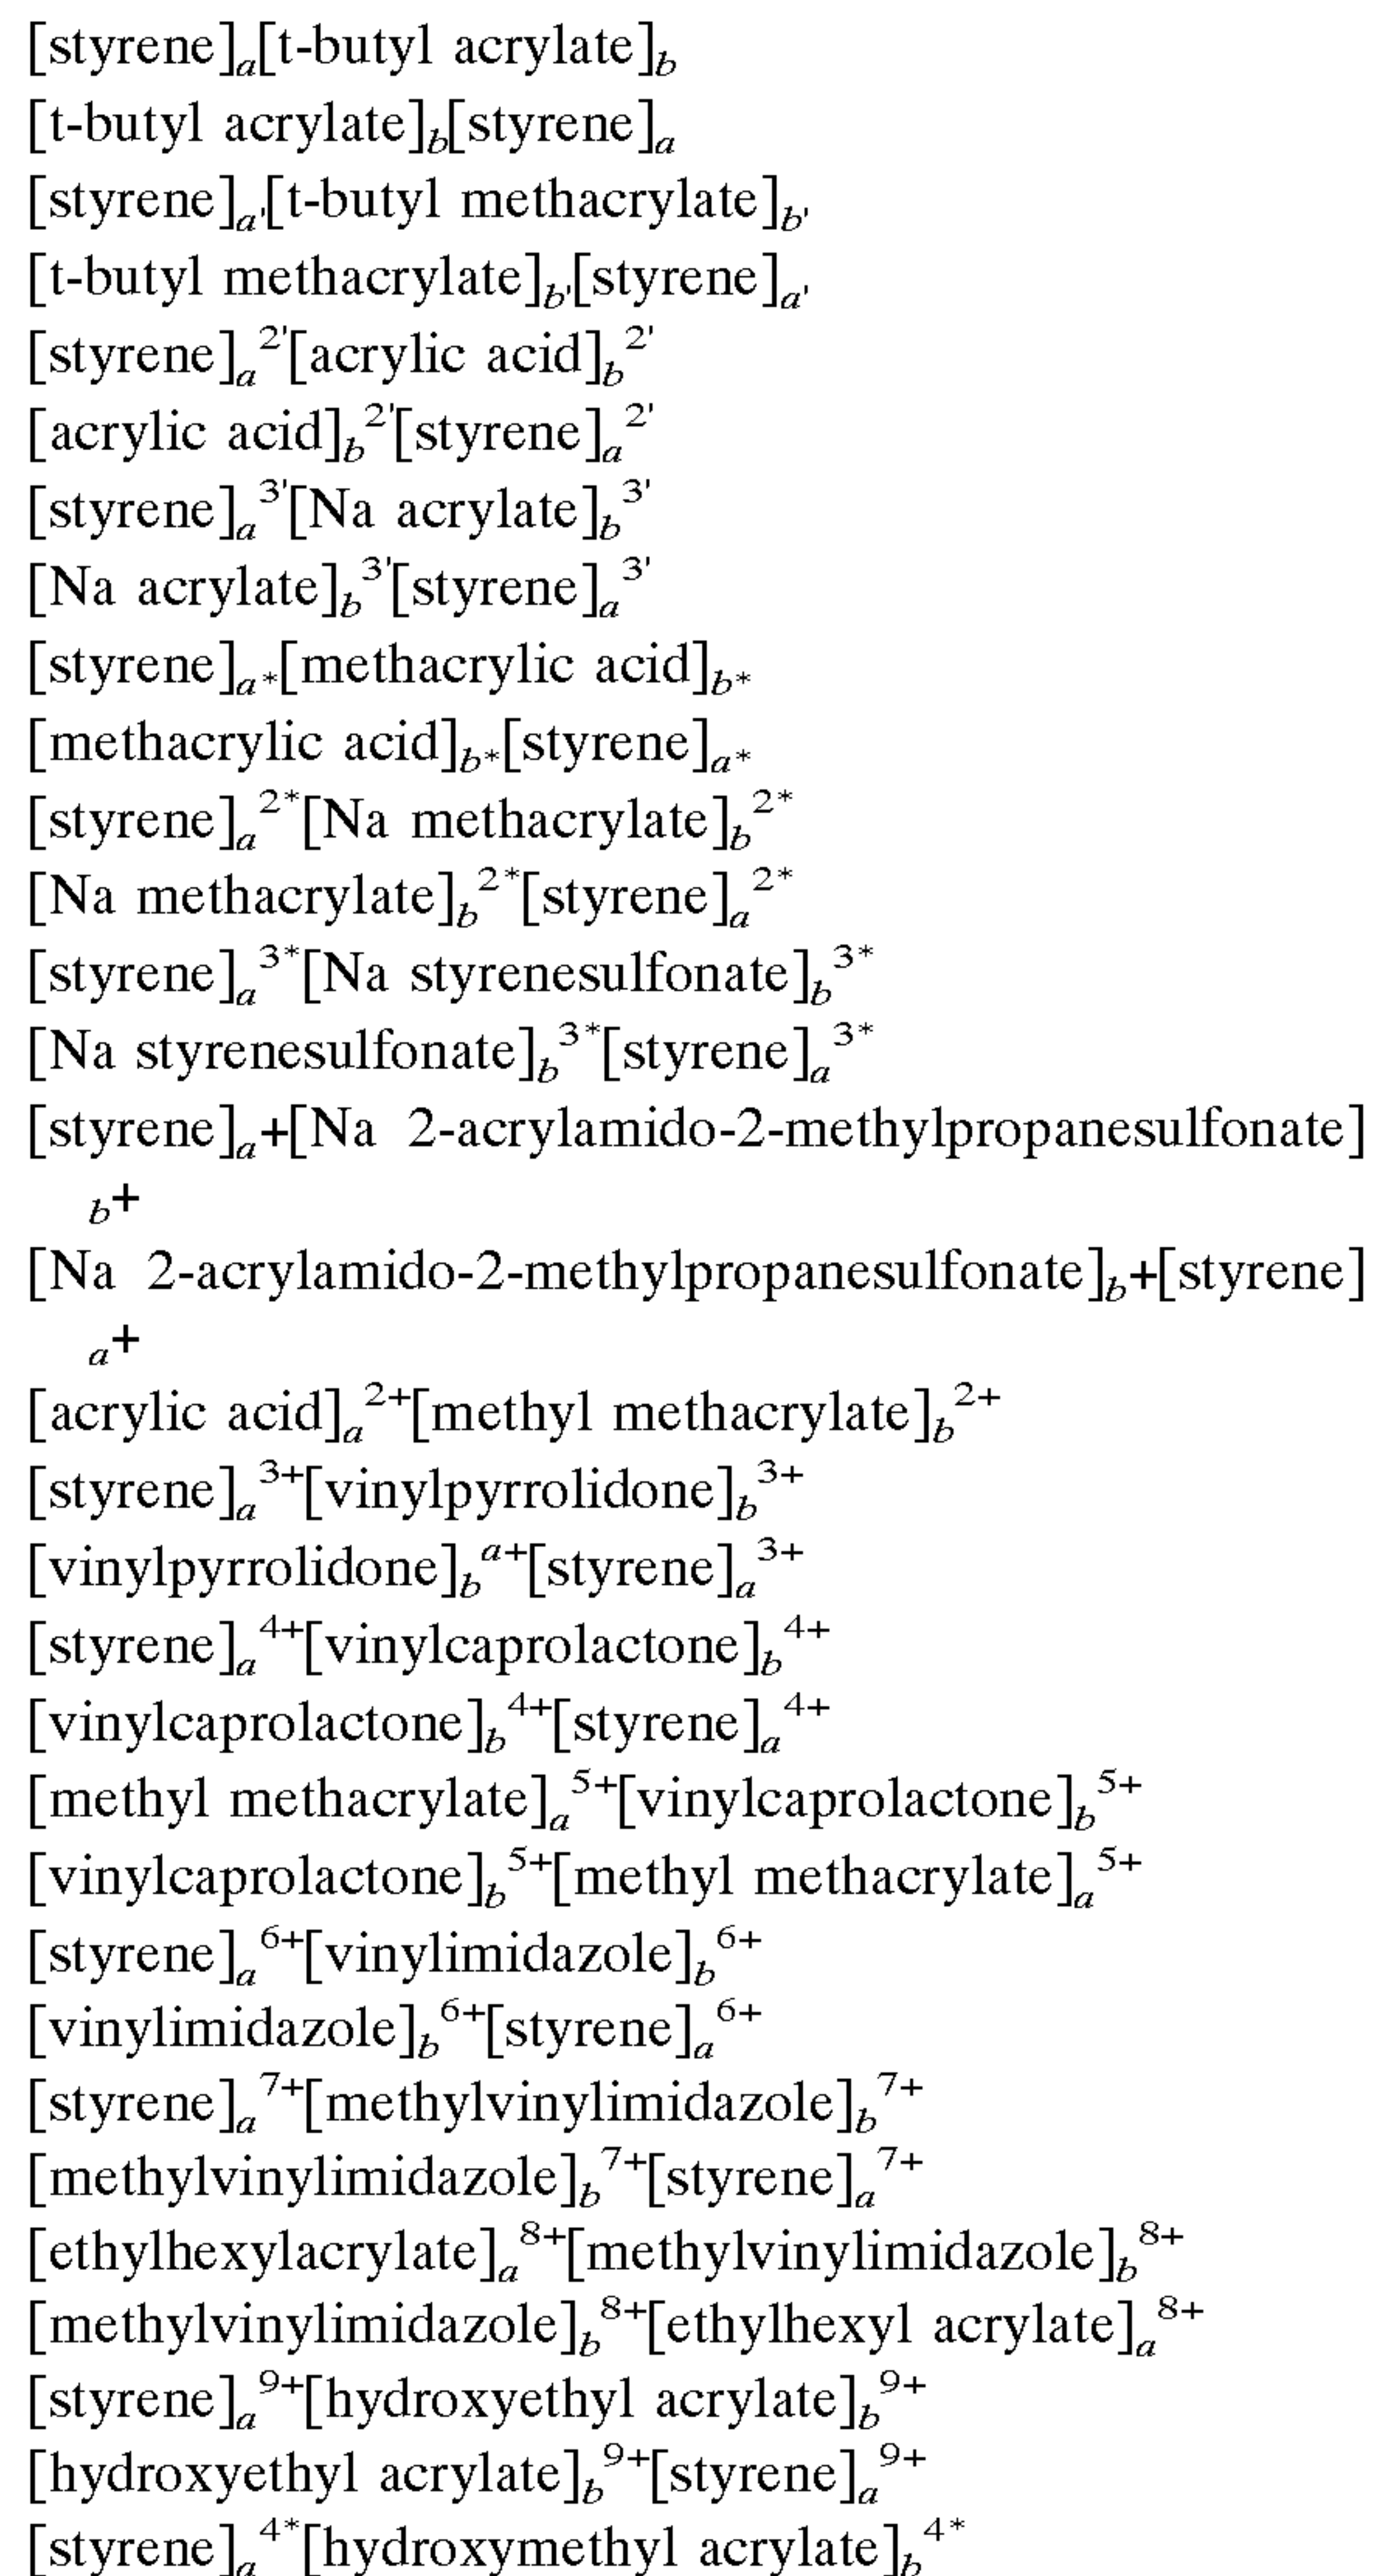 [styrene]a[t-butyl acrylate]b
[t-butyl acrylate]b[styrene]a
[styrene]a'[t-butyl methacrylate]b'
[t-butyl methacrylate]b'[styrene]a'
[styrene]a2'[acrylic acid]b2'
[acrylic acid]b2'[styrene]a2'
[styrene]a3'[Na acrylate]b3'
[Na acrylate]b3'[styrene]a3'
[styrene]a*[methacrylic acid]b*
[methacrylic acid]b*[styrene]a*
[styrene]a2*[Na methacrylate]b2*
[Na methacrylate]b2*[styrene]a2*
[styrene]a3*[Na styrenesulfonate]b3*
[Na styrenesulfonate]b3*[styrene]a3*
[styrene]a+[Na 2-acrylamido-2-methylpropanesulfonate]
b+
[Na 2-acrylamido-2-methylpropanesulfonate]b+[styrene]
a+
[acrylic acid]a2+[methyl methacrylate]b2+
[styrene]a3+[vinylpyrrolidone]b3+
[vinylpyrrolidone]ba+[styrene]a3+
[styrene]a4+[vinylcaprolactone]b4+
[vinylcaprolactone]b4+[styrene]a4+
[methyl methacrylate]a5+[vinylcaprolactone]b5+
[vinylcaprolactone]b5+[methyl methacrylate]a5+
[styrene]a6+[vinylimidazole]b6+
[vinylimidazole]b6+[styrene]a6+
[styrene]a7+[methylvinylimidazole]b7+
[methylvinylimidazole]b7+[styrene]a7+
[ethylhexylacrylate]a8+[methylvinylimidazole]b8+
[methylvinylimidazole]b8+[ethylhexyl acrylate]a8+
[styrene]a9+[hydroxyethyl acrylate]b9+
[hydroxyethyl acrylate]b9+[styrene]a9+
[styrene]a4*[hydroxymethyl acrylate]b4*